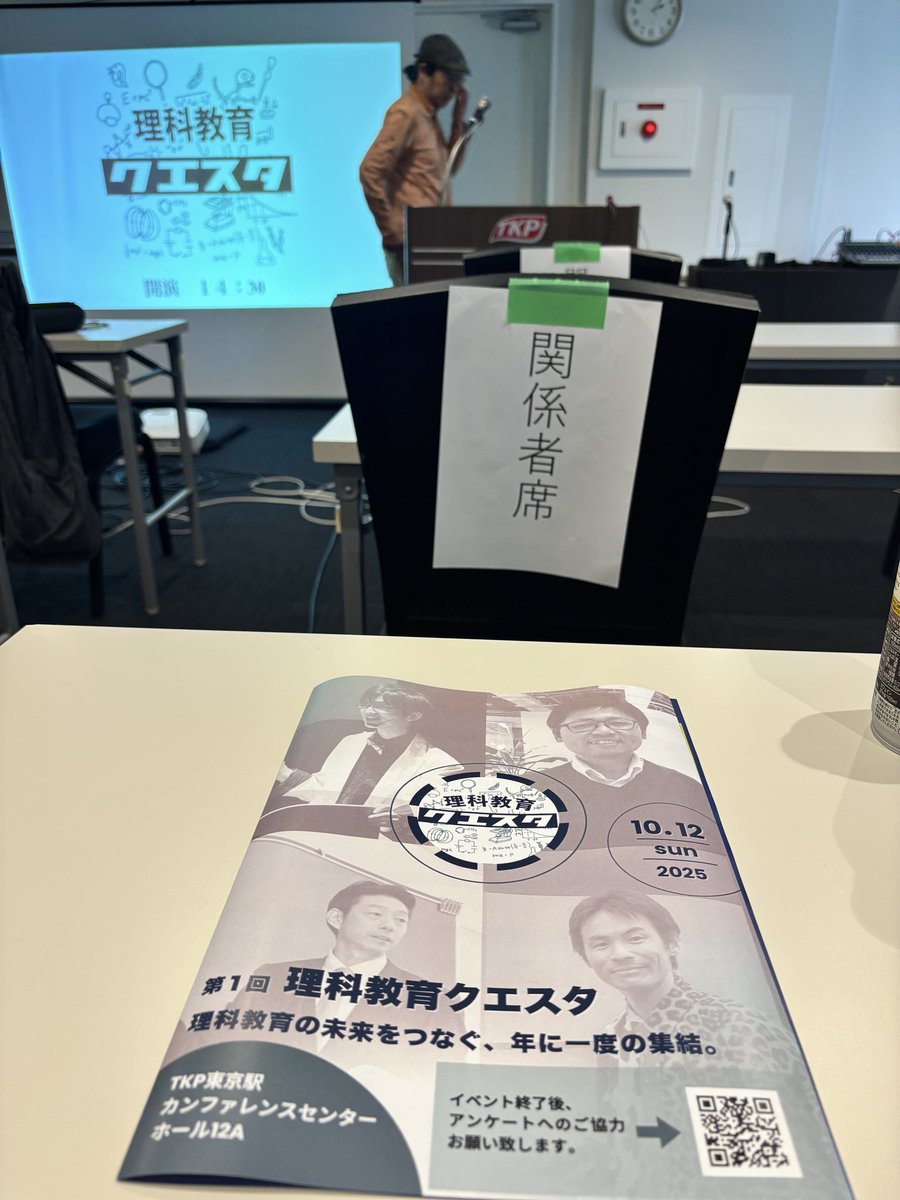 理科教育
クエスタ
開演 14:30
TKP
関係者席
理科教育
クエスタ
ma=F
10.12
sun
2025
第1回 理科教育クエスタ
理科教育の未来をつなぐ、年に一度の集結。
TKP東京駅
カンファレンスセンター
ホール12A
イベント終了後、
アンケートへのご協力
お願い致します。